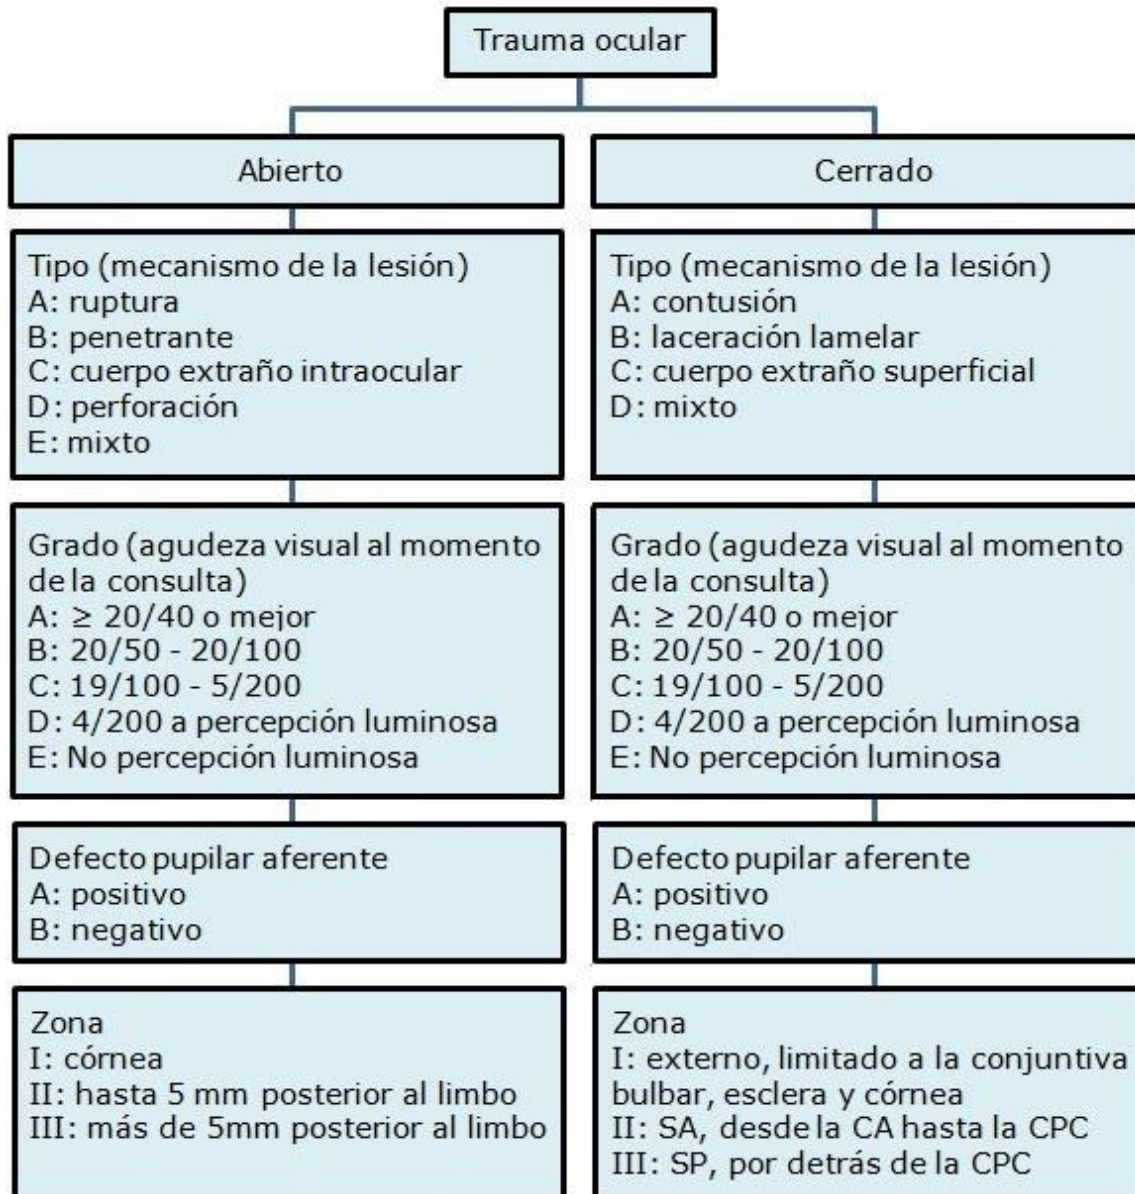 Trauma ocular
Abierto
Tipo (mecanismo de la lesión)
A: ruptura
B: penetrante
C: cuerpo extraño intraocular
D: perforación
E: mixto
Grado (agudeza visual al momento
de la consulta)
A: ≥ 20/40 o mejor
B: 20/50 - 20/100
C: 19/100 - 5/200
D: 4/200 a percepción luminosa
E: No percepción luminosa
Defecto pupilar aferente
A: positivo
B: negativo
Zona
I: córnea
II: hasta 5 mm posterior al limbo
III: más de 5mm posterior al limbo
Cerrado
Tipo (mecanismo de la lesión)
A: contusión
B: laceración lamelar
C: cuerpo extraño superficial
D: mixto
Grado (agudeza visual al momento
de la consulta)
A: ≥ 20/40 o mejor
B: 20/50 - 20/100
C: 19/100 - 5/200
D: 4/200 a percepción luminosa
E: No percepción luminosa
Defecto pupilar aferente
A: positivo
B: negativo
Zona
I: externo, limitado a la conjuntiva
bulbar, esclera y córnea
II: SA, desde la CA hasta la CPC
III: SP, por detrás de la CPC